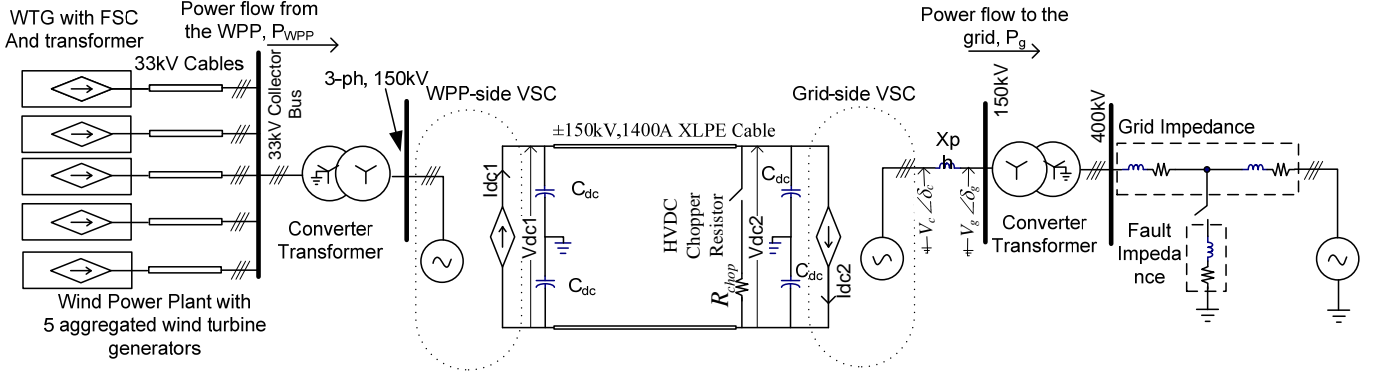 WTG with FSC
And transformer
33kV Cables
Wind Power Plant with
5 aggregated wind turbine
generators
Power flow from
the WPP, PWPP
33kV Collector
Bus
3-ph, 150kV
Converter
Transformer
WPP-side VSC
Idc1
Vdc1
Cdc
Cdc
±150kV,1400A XLPE Cable
HVDC
Chopper
Resistor
Rchop
Vdc2
Cdc
Cdc
Idc2
Grid-side VSC
Vc∠δc
Xp
h
Vg∠δg
Power flow to the
grid, Pg
150kV
Converter
Transformer
400kV
Grid Impedance
Fault
Impeda
nce